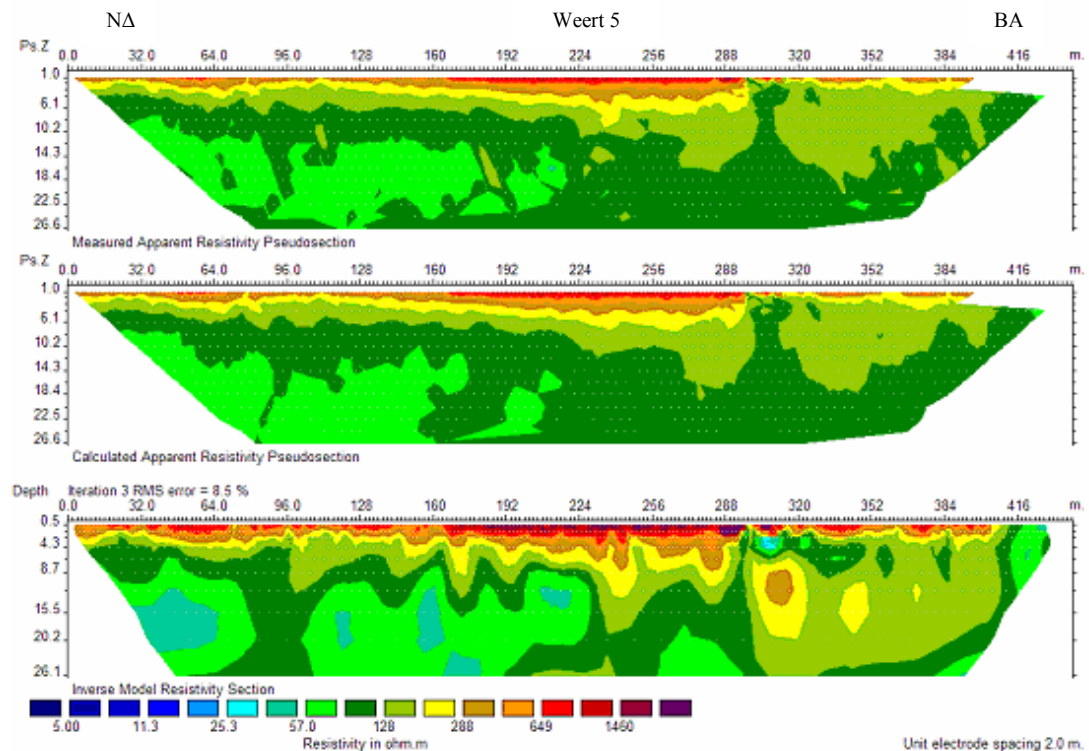 ΝΔ Weert 5 ΒΑ
Ps.Z 0.0 32.0 64.0 96.0 128 160 192 224 256 288 320 352 384 416 m.
1.0
6.1
10.2
14.3
18.4
22.5
26.6
Measured Apparent Resistivity Pseudosection
Ps.Z 0.0 32.0 64.0 96.0 128 160 192 224 256 288 320 352 384 416 m.
1.0
6.1
10.2
14.3
18.4
22.5
26.6
Calculated Apparent Resistivity Pseudosection
Depth Iteration 3 RMS error = 8.5 %
0.0 32.0 64.0 96.0 128 160 192 224 256 288 320 352 384 416 m.
0.5
4.3
8.7
15.5
20.2
26.1
Inverse Model Resistivity Section
5.00 11.3 25.3 57.0 128 288 649 1460
Resistivity in ohm.m Unit electrode spacing 2.0 m.